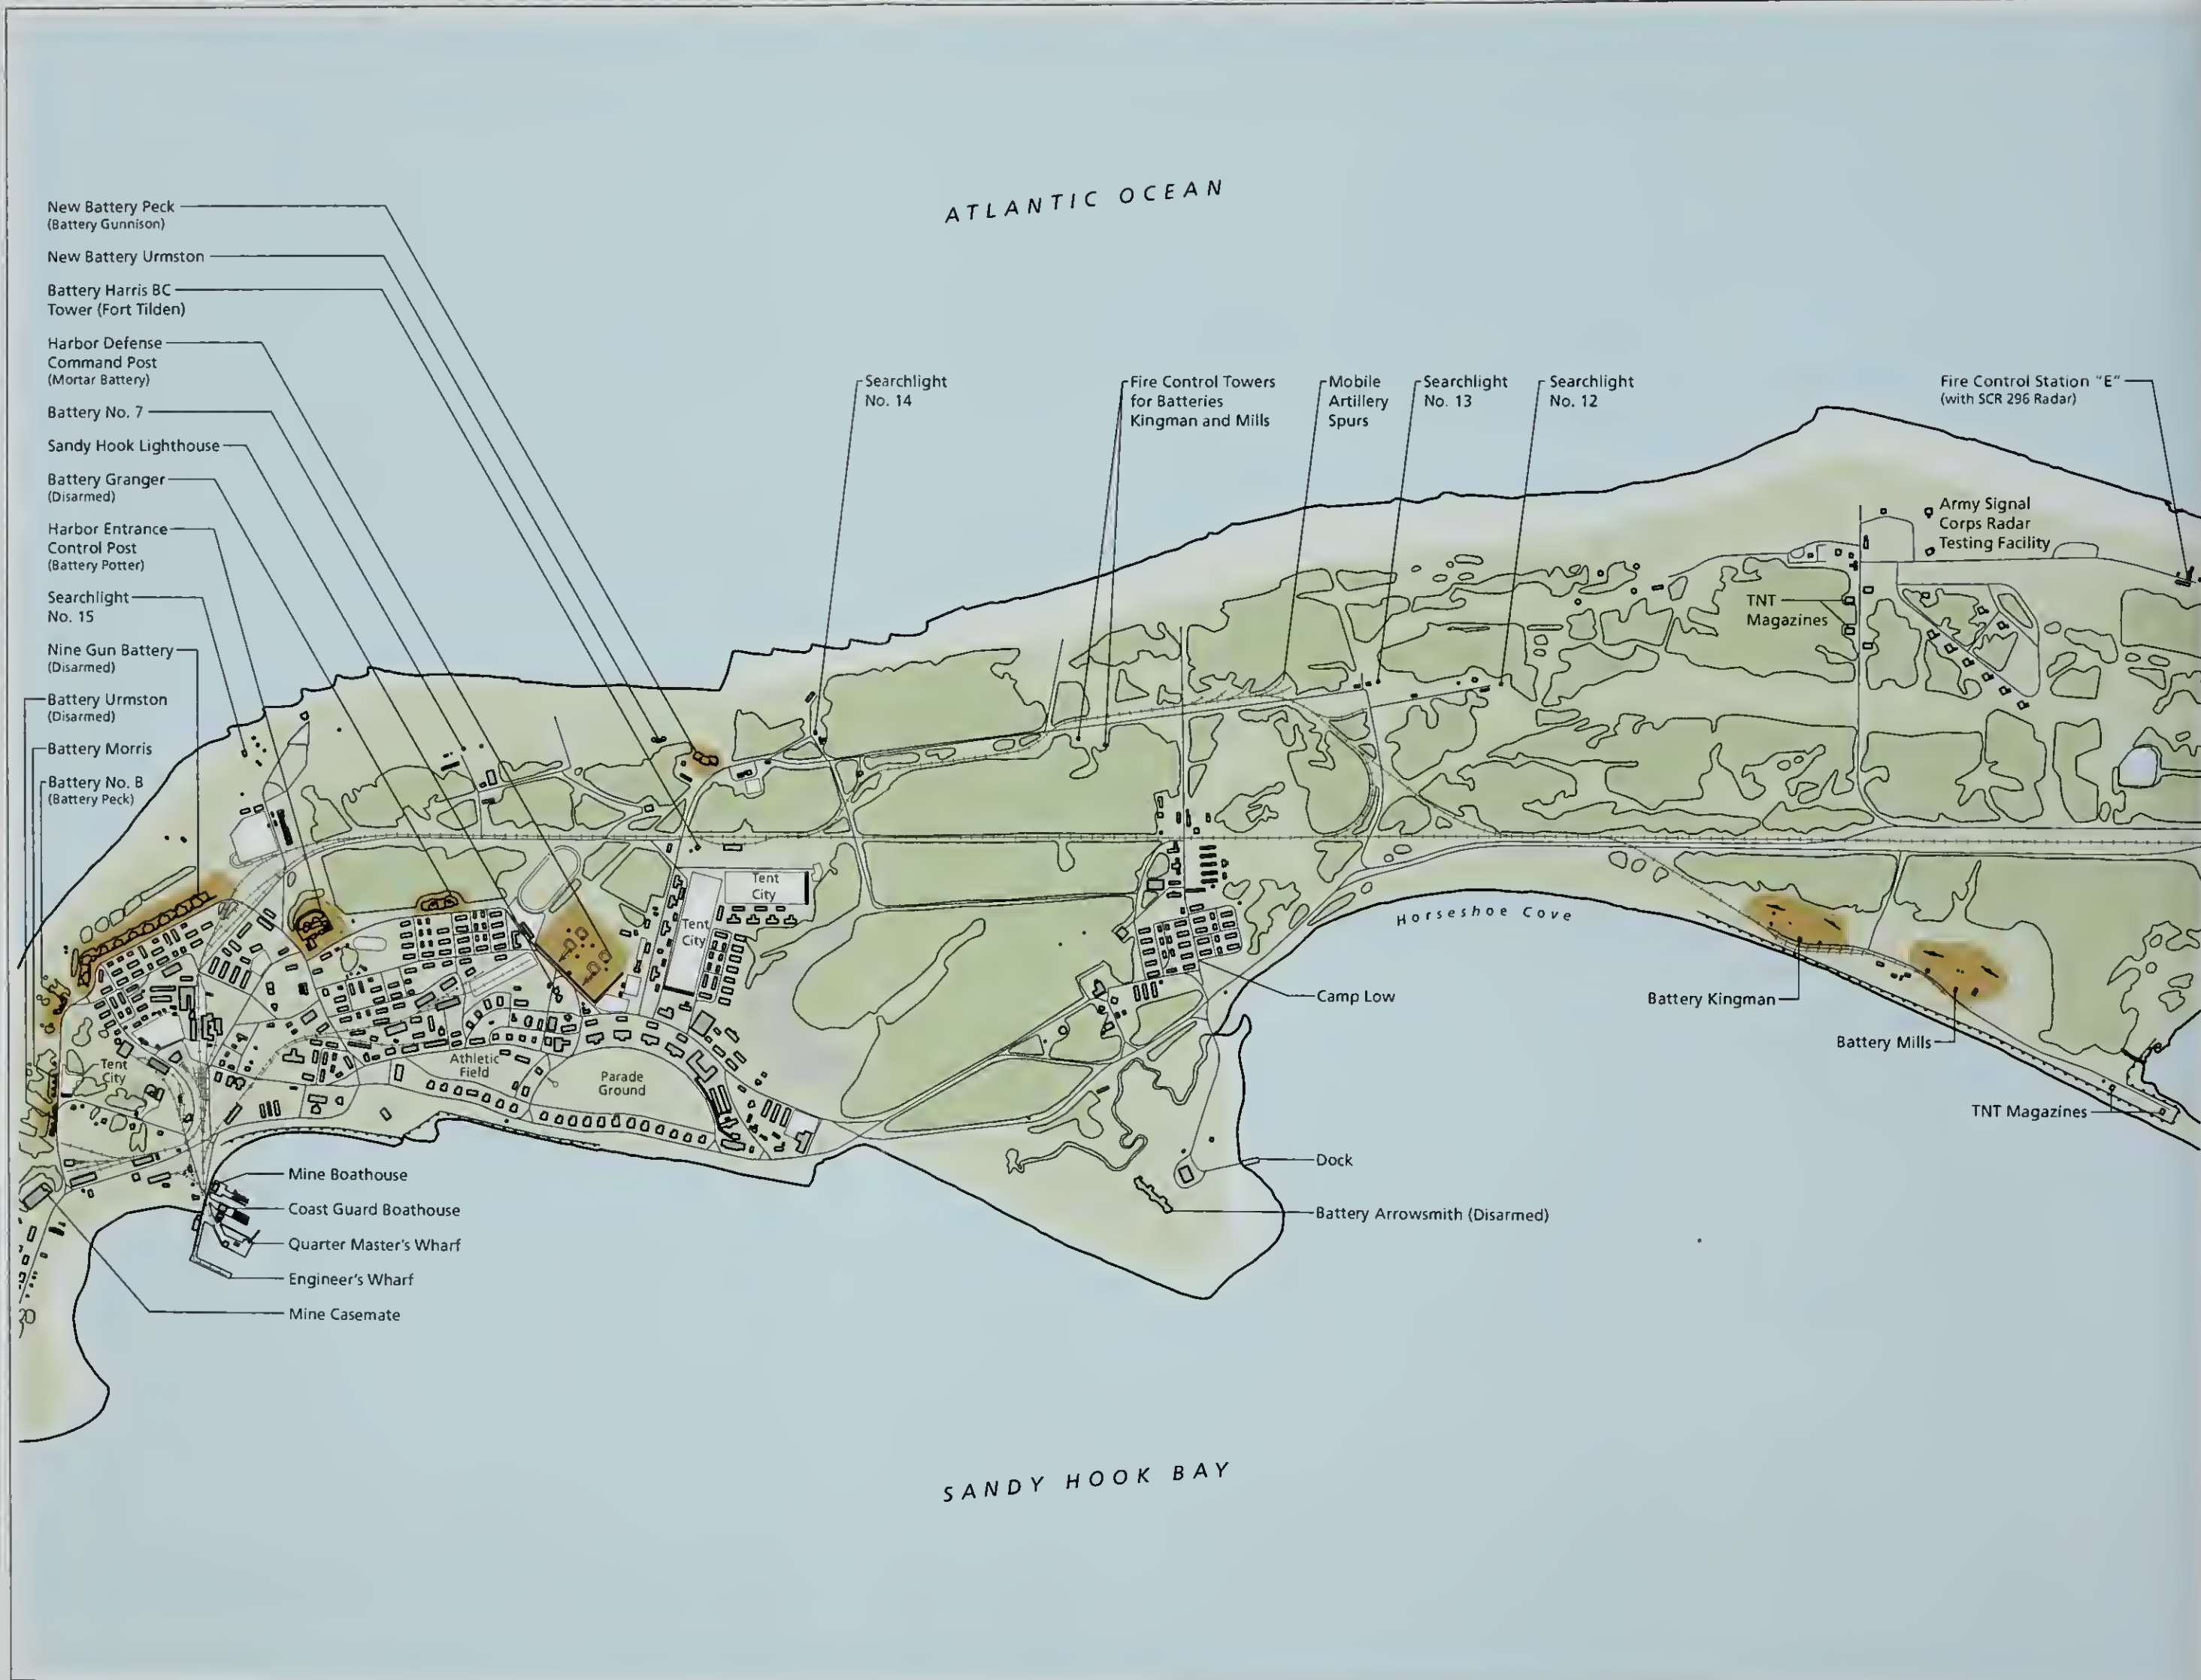 ATLANTIC OCEAN
New Battery Peck
(Battery Gunnison)
New Battery Urmston
Battery Harris BC
Tower (Fort Tilden)
Harbor Defense
Command Post
(Mortar Battery)
Battery No. 7
Sandy Hook Lighthouse
Battery Granger
(Disarmed)
Harbor Entrance
Control Post
(Battery Potter)
Searchlight
No. 15
Nine Gun Battery
(Disarmed)
Battery Urmston
(Disarmed)
Battery Morris
Battery No. 8
(Battery Peck)
Searchlight
No. 14
Fire Control Towers
for Batteries
Kingman and Mills
Mobile
Artillery
Spurs
Searchlight
No. 13
Searchlight
No. 12
Fire Control Station "E"
(with SCR 296 Radar)
Army Signal
Corps Radar
Testing Facility
TNT
Magazines
Tent
City
Tent
City
Horseshoe Cove
Camp Low
Battery Kingman
Battery Mills
TNT Magazines
Tent
City
Athletic
Field
Parade
Ground
Mine Boathouse
Coast Guard Boathouse
Quarter Master's Wharf
Engineer's Wharf
Mine Casemate
Dock
Battery Arrowsmith (Disarmed)
SANDY HOOK BAY